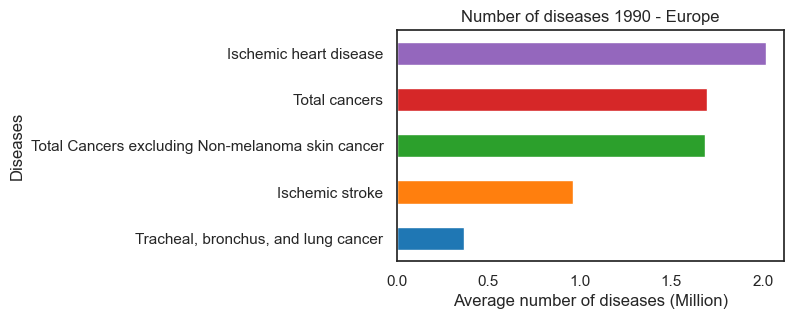 Number of diseases 1990 - Europe
Diseases
Ischemic heart disease
Total cancers
Total Cancers excluding Non-melanoma skin cancer
Ischemic stroke
Tracheal, bronchus, and lung cancer
0.0 0.5 1.0 1.5 2.0
Average number of diseases (Million)